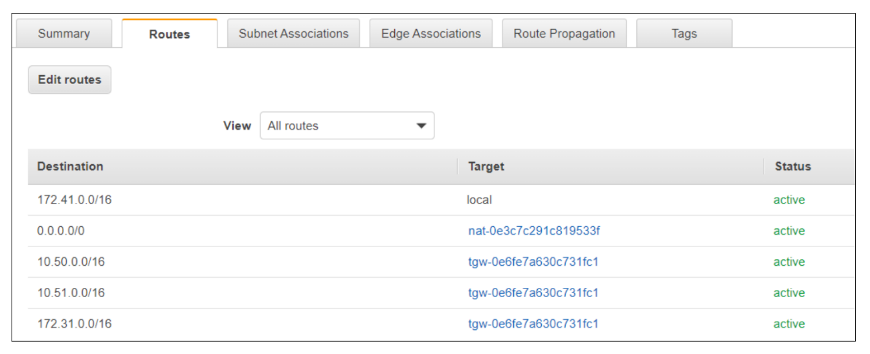 Summary Routes Subnet Associations Edge Associations Route Propagation Tags
Edit routes
View All routes
Destination Target Status
172.41.0.0/16 local active
0.0.0.0/0 nat-0e3c7c291c819533f active
10.50.0.0/16 tgw-0e6fe7a630c731fc1 active
10.51.0.0/16 tgw-0e6fe7a630c731fc1 active
172.31.0.0/16 tgw-0e6fe7a630c731fc1 active